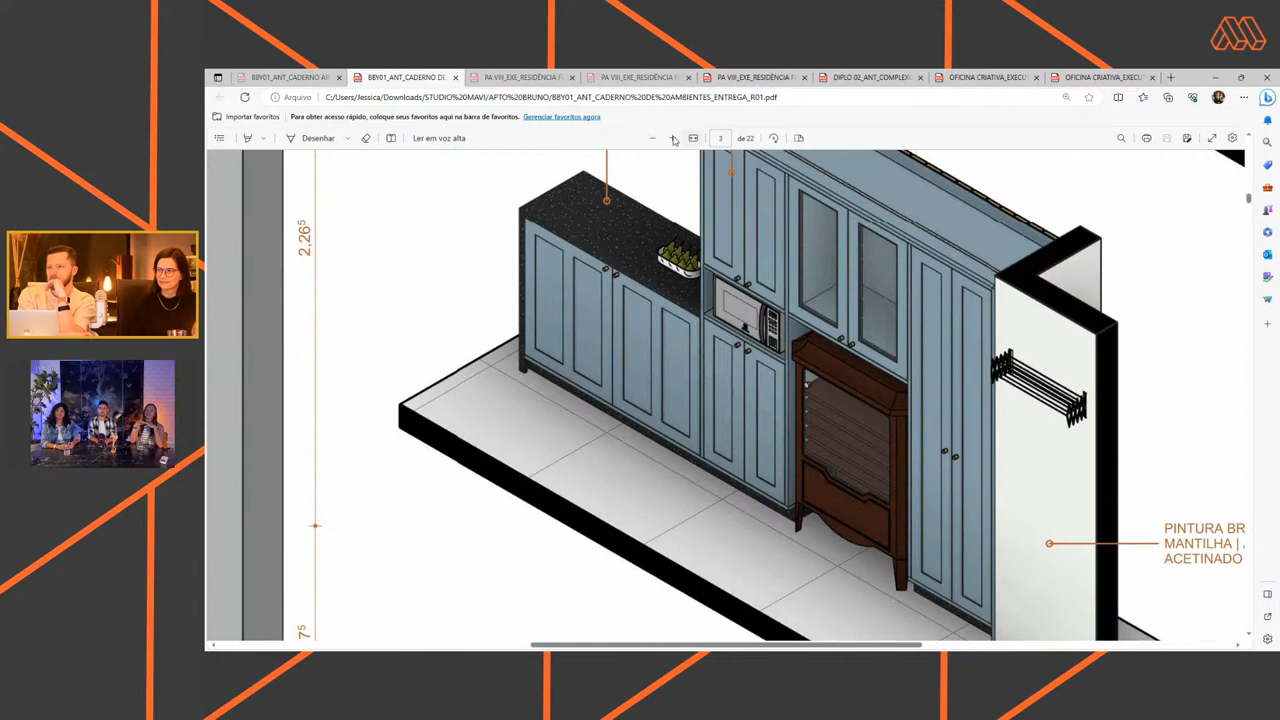 BBY01_ANT_CADERNO AR
BBY01_ANT_CADERNO DE
PA VIII_EXE_RESIDÊNCIA F
PA VIII_EXE_RESIDÊNCIA F
PA VIII_EXE_RESIDÊNCIA F
DIPLO 02_ANT_COMPLEXO
OFICINA CRIATIVA_EXECU
OFICINA CRIATIVA_EXECU
Arquivo
C:/Users/Jessica/Downloads/STUDIO%20MAVI/APTO%20BRUNO/BBY01_ANT_CADERNO%20DE%20AMBIENTES_ENTREGA_R01.pdf
Importar favoritos
Para obter acesso rápido, coloque seus favoritos aqui na barra de favoritos.
Gerenciar favoritos agora
Desenhar
Ler em voz alta
3
de 22
2,26⁵
7⁵
PINTURA BR
MANTILHA |
ACETINADO